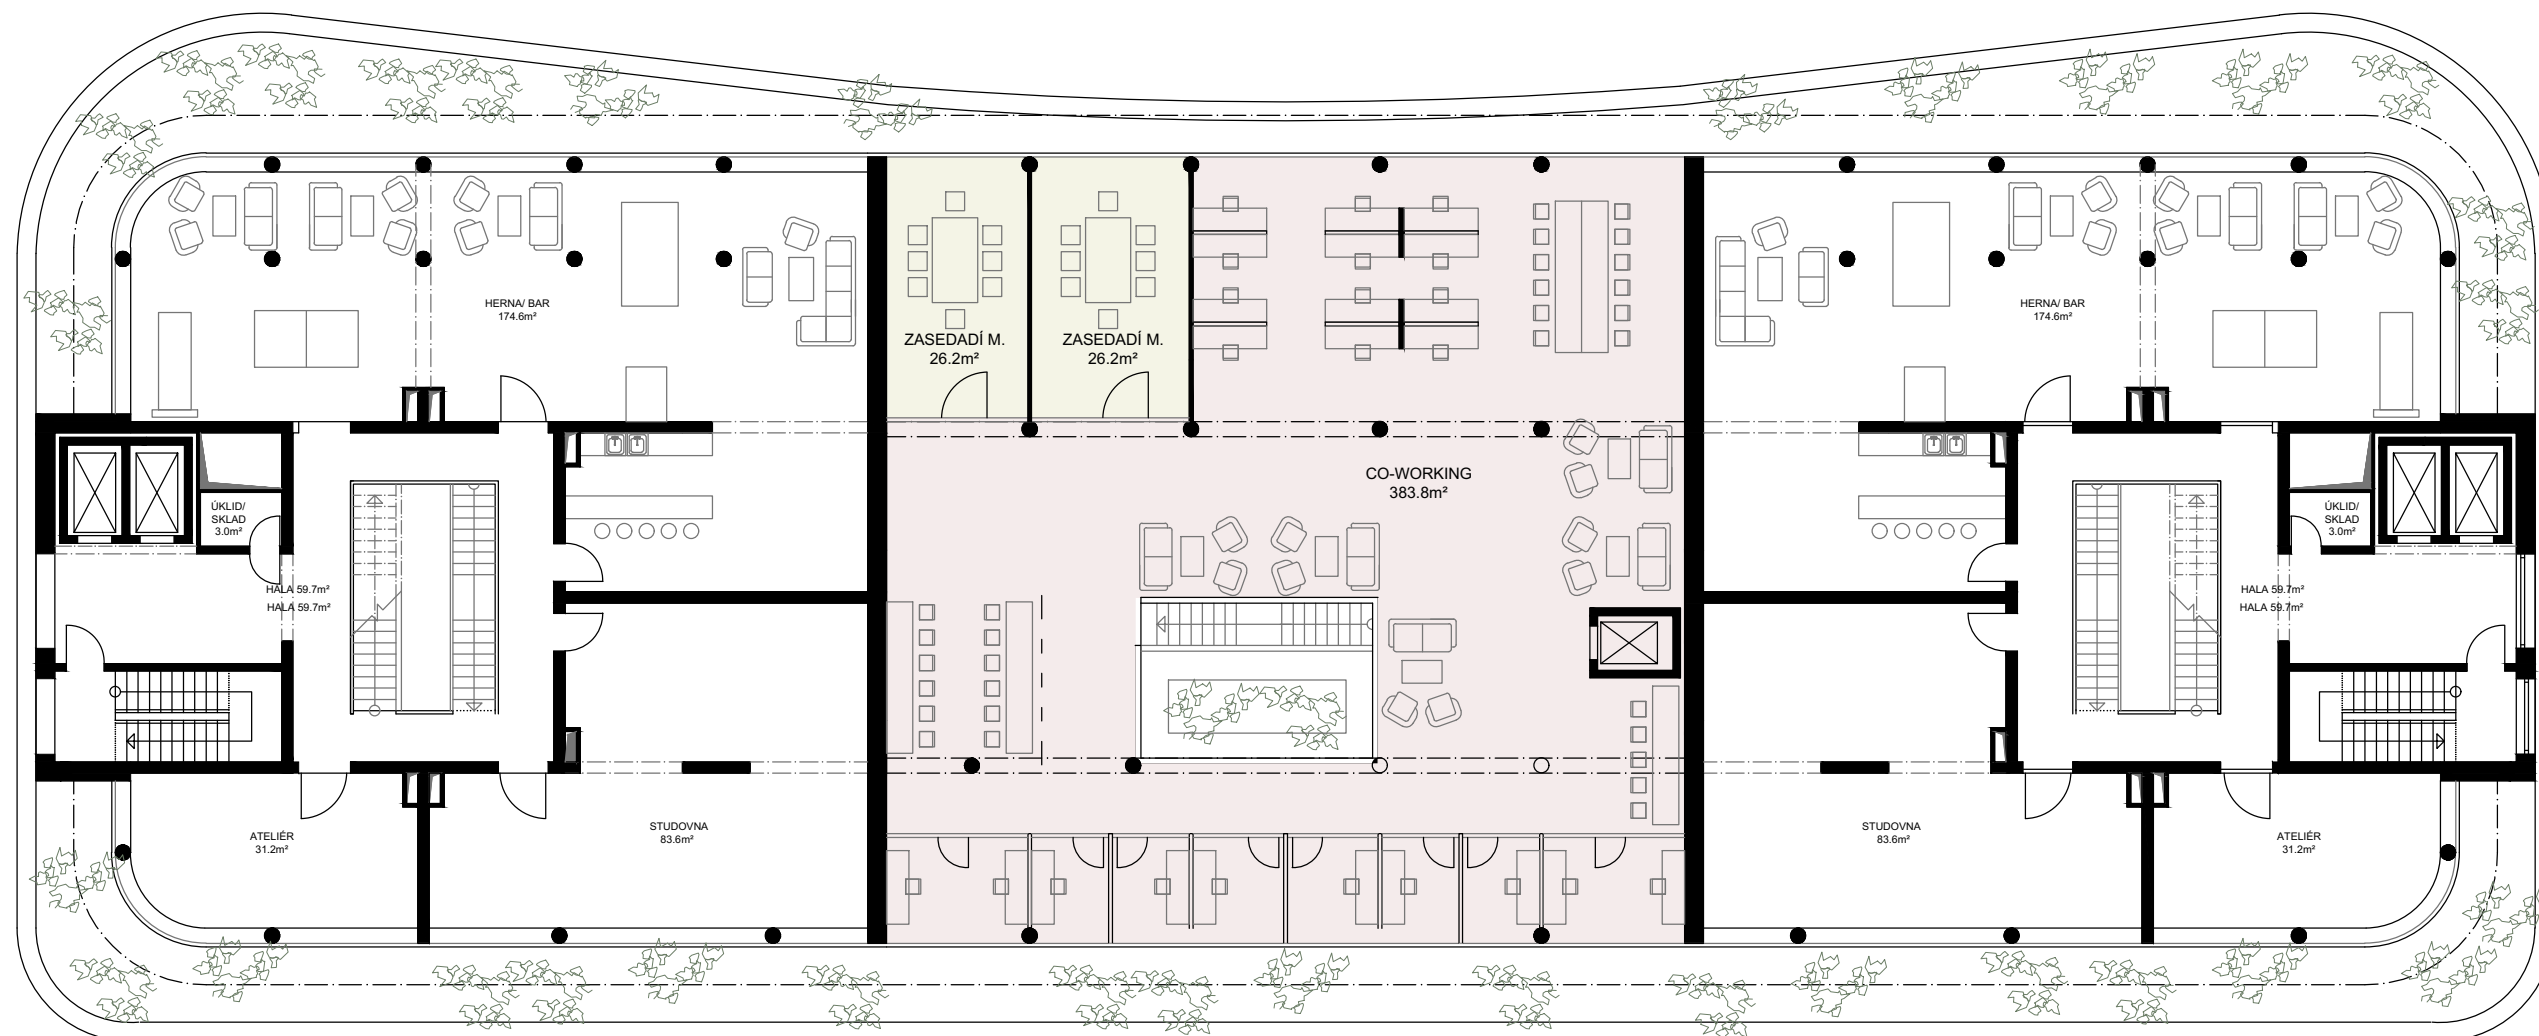 HERNA/ BAR
174.6m²
ZASEDADÍ M.
26.2m²
ZASEDADÍ M.
26.2m²
HERNA/ BAR
174.6m²
CO-WORKING
383.8m²
ÚKLID/
SKLAD
3.0m²
ÚKLID/
SKLAD
3.0m²
HALA 59.7m²
HALA 59.7m²
HALA 59.7m²
HALA 59.7m²
ATELIÉR
31.2m²
STUDOVNA
83.6m²
STUDOVNA
83.6m²
ATELIÉR
31.2m²